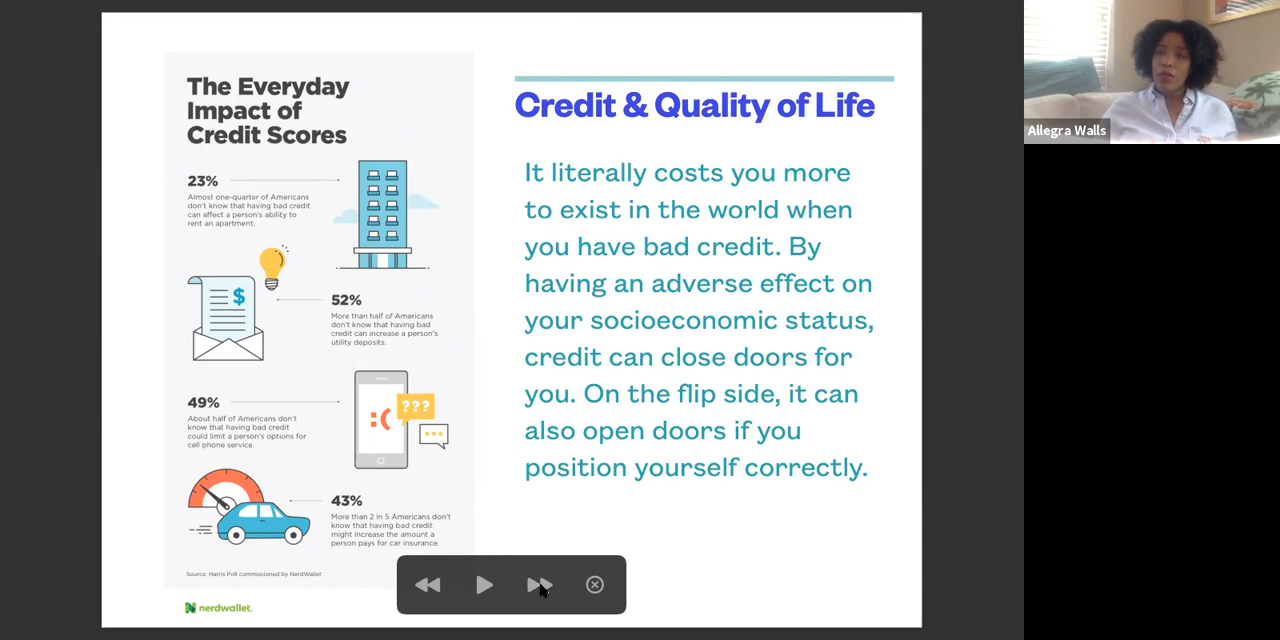 The Everyday
Impact of
Credit Scores
23%
Almost one-quarter of Americans
don't know that having bad credit
can affect a person's ability to
rent an apartment.
$
52%
More than half of Americans
don't know that having bad
credit can increase a person's
utility deposits.
49%
About half of Americans don't
know that having bad credit
could limit a person's options for
cell phone service.
:(
???
43%
More than 2 in 5 Americans don't
know that having bad credit
might increase the amount a
person pays for car insurance.
Source: Harris Poll commissioned by NerdWallet
nerdwallet.
Credit & Quality of Life
It literally costs you more
to exist in the world when
you have bad credit. By
having an adverse effect on
your socioeconomic status,
credit can close doors for
you. On the flip side, it can
also open doors if you
position yourself correctly.
Allegra Walls